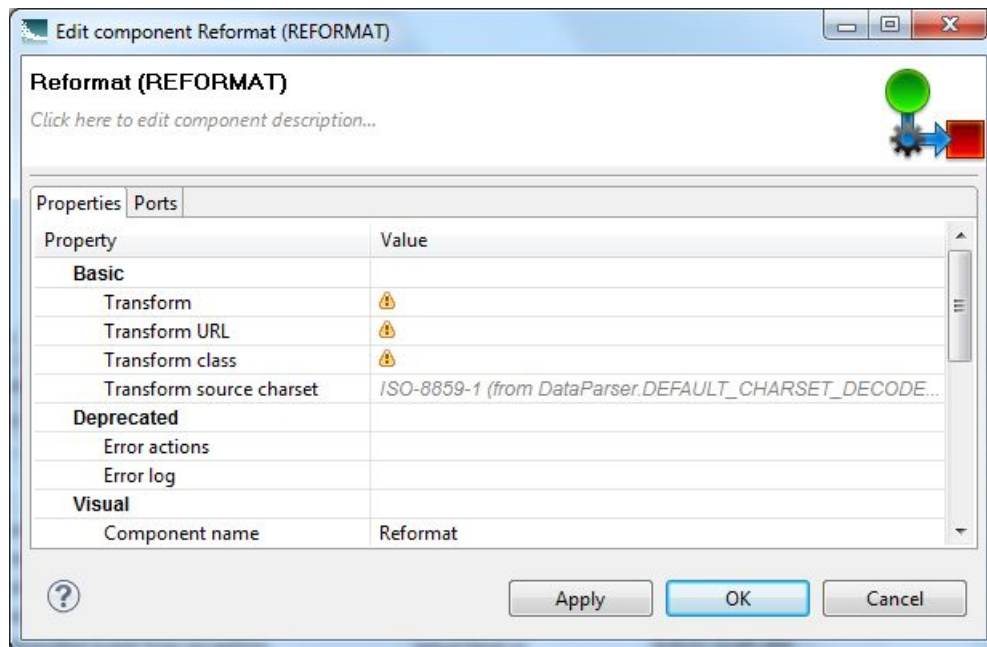 Edit component Reformat (REFORMAT)
Reformat (REFORMAT)
Click here to edit component description...
Properties Ports
Property Value
Basic
Transform
Transform URL
Transform class
Transform source charset ISO-8859-1 (from DataParser.DEFAULT_CHARSET_DECODE...
Deprecated
Error actions
Error log
Visual
Component name Reformat
? Apply OK Cancel